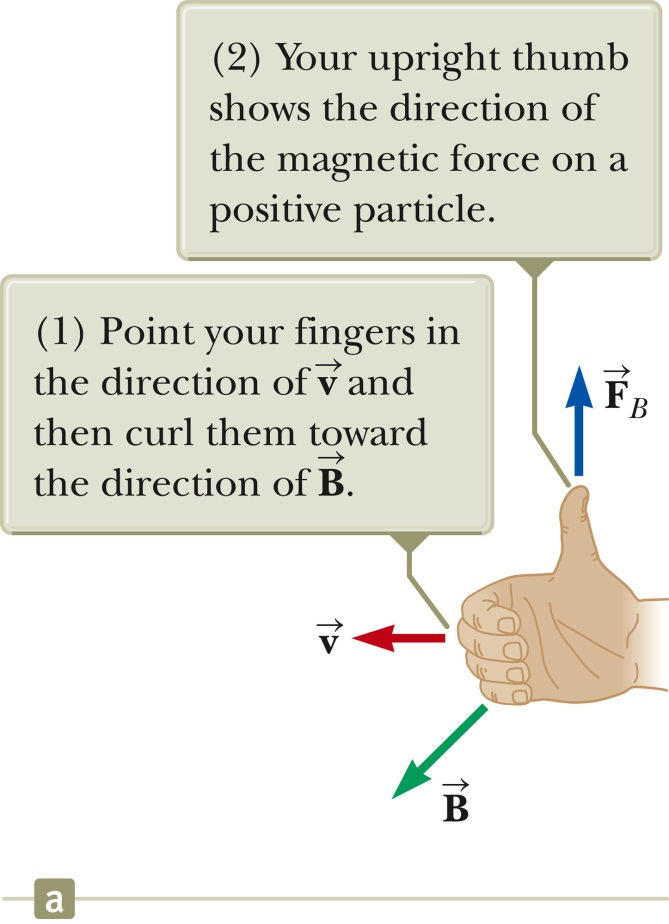 (2) Your upright thumb
shows the direction of
the magnetic force on a
positive particle.
(1) Point your fingers in
the direction of v⃗ and
then curl them toward
the direction of B⃗.
F⃗_B
v⃗
B⃗
a